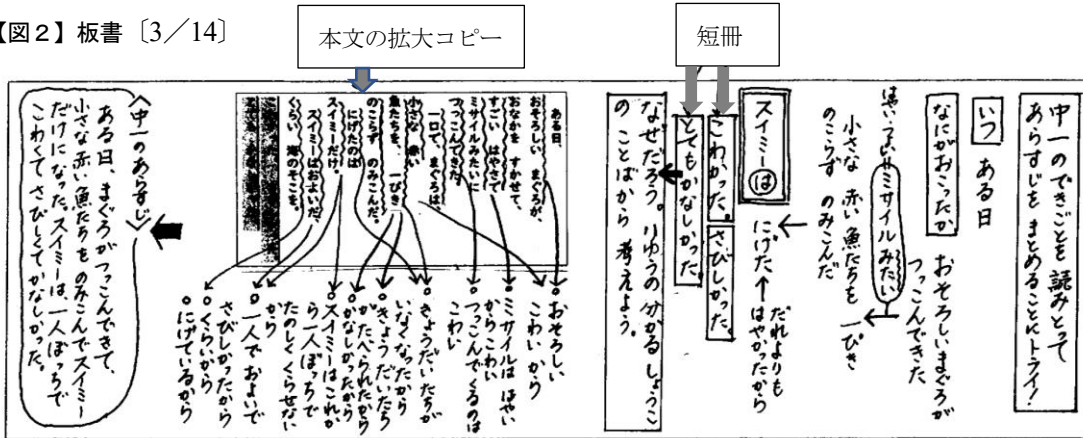 【図２】板書〔3／14〕
本文の拡大コピー
短冊
中一のできごとを 読みとって
あらすじを まとめることにトライ！
いつ ある日
なにがおこったか
おそろしいまぐろが
つっこんできた
ミサイルみたい
小さな 赤い魚たちを 一ぴき
のこらず のみこんだ
スイミーは
にげた ← はやかったから
だれよりも
こわかった。さびしかった。
とてもかなしかった。
なぜだろう。りゆうの分かる しょうこ
の ことばから 考えよう。
ある日、
おそろしい まぐろが、
おなかを すかせて、
すごい はやさで
ミサイルみたいに
つっこんできた。
一口で、まぐろは
小さな 赤い
魚たちを、一ぴき
のこらず のみこんだ。
にげたのは
スイミーだけ。
スイミーはおよいだ、
くらい 海のそこを。
○おそろしい
こわいから
○ミサイルは はやい
からこわい
○つっこんでくるのは
こわい
○きょうだいたちが
いなくなったから
○きょうだいたち
がたべられたから
かなしかったから
○スイミーはこれか
ら一人ぼっちで
たのしくくらせない
から
○一人でおよいで
さびしかったから
○くらいから
○にげているから
〈中一のあらすじ〉
ある日、まぐろがつっこんできて、
小さな赤い魚たちをのみこんでスイミー
だけになった。スイミーは、一人ぼっちで
こわくてさびしくてかなしかった。